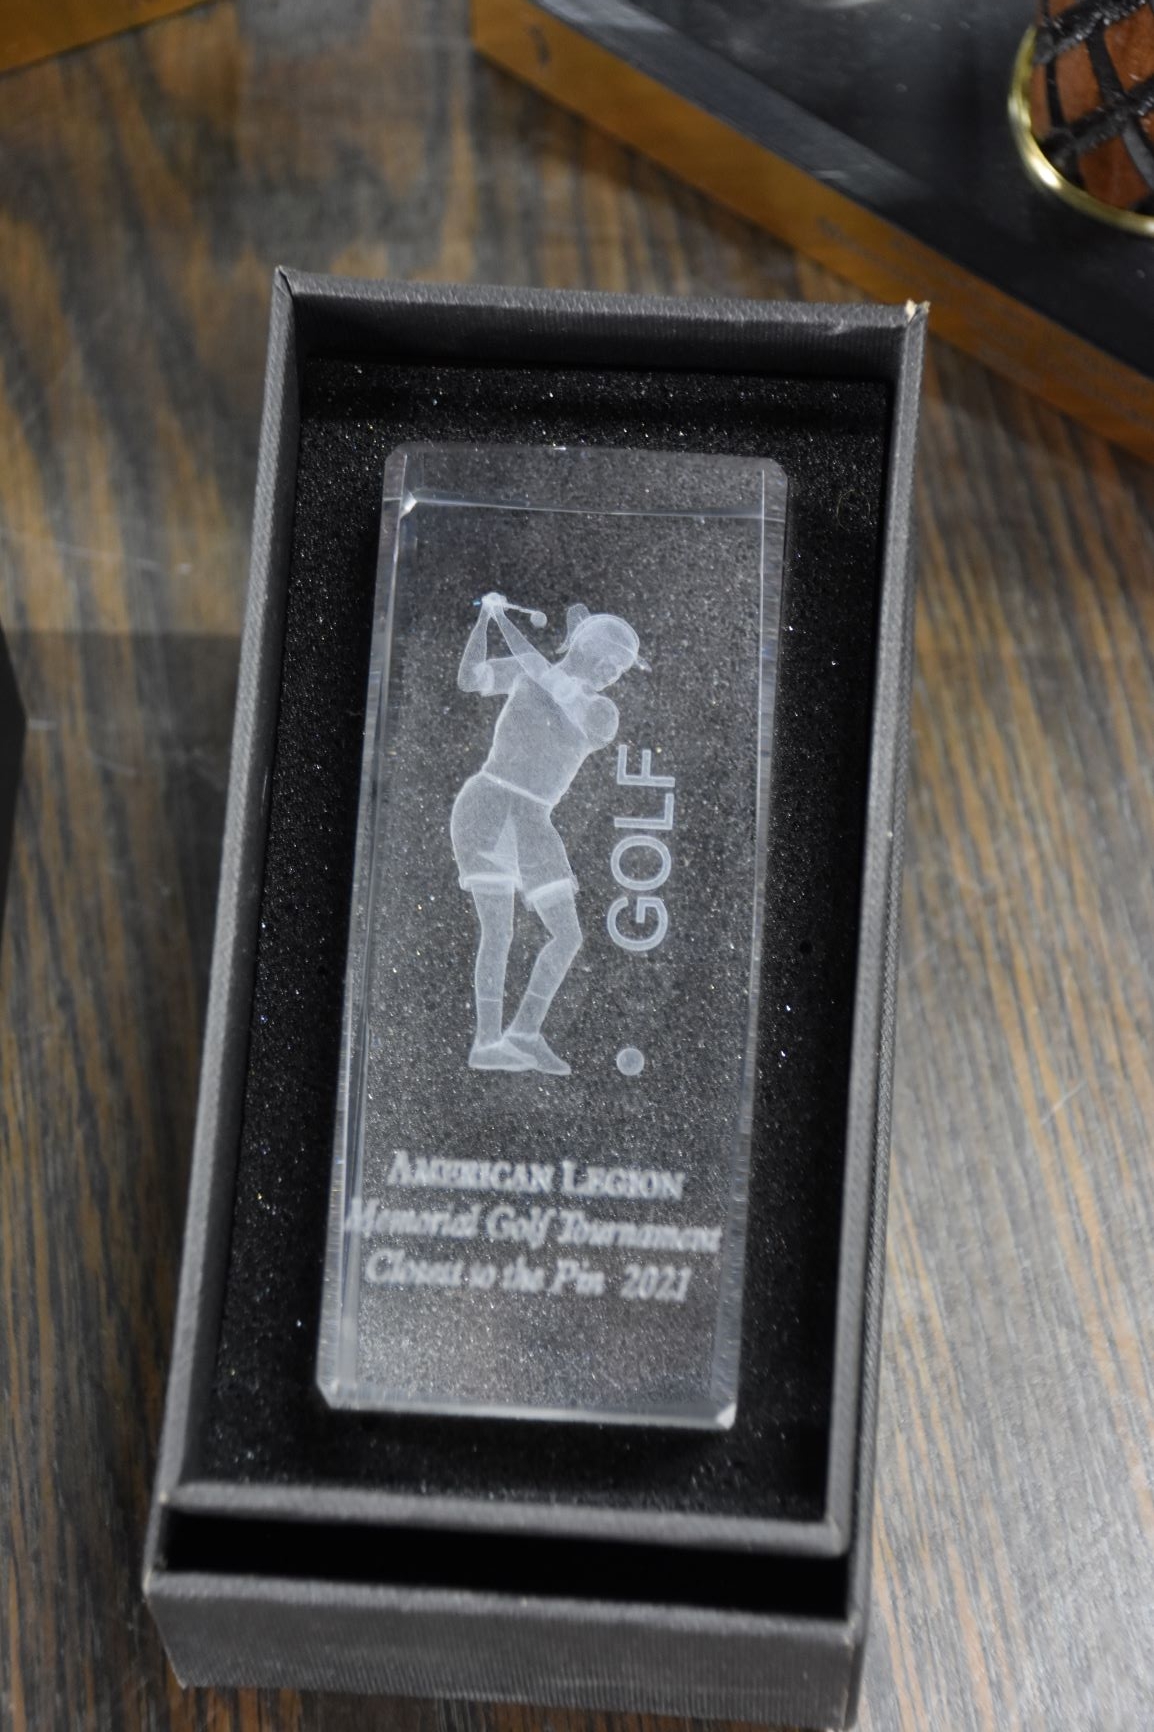 GOLF
AMERICAN LEGION
Memorial Golf Tournament
Closest to the Pin 2021